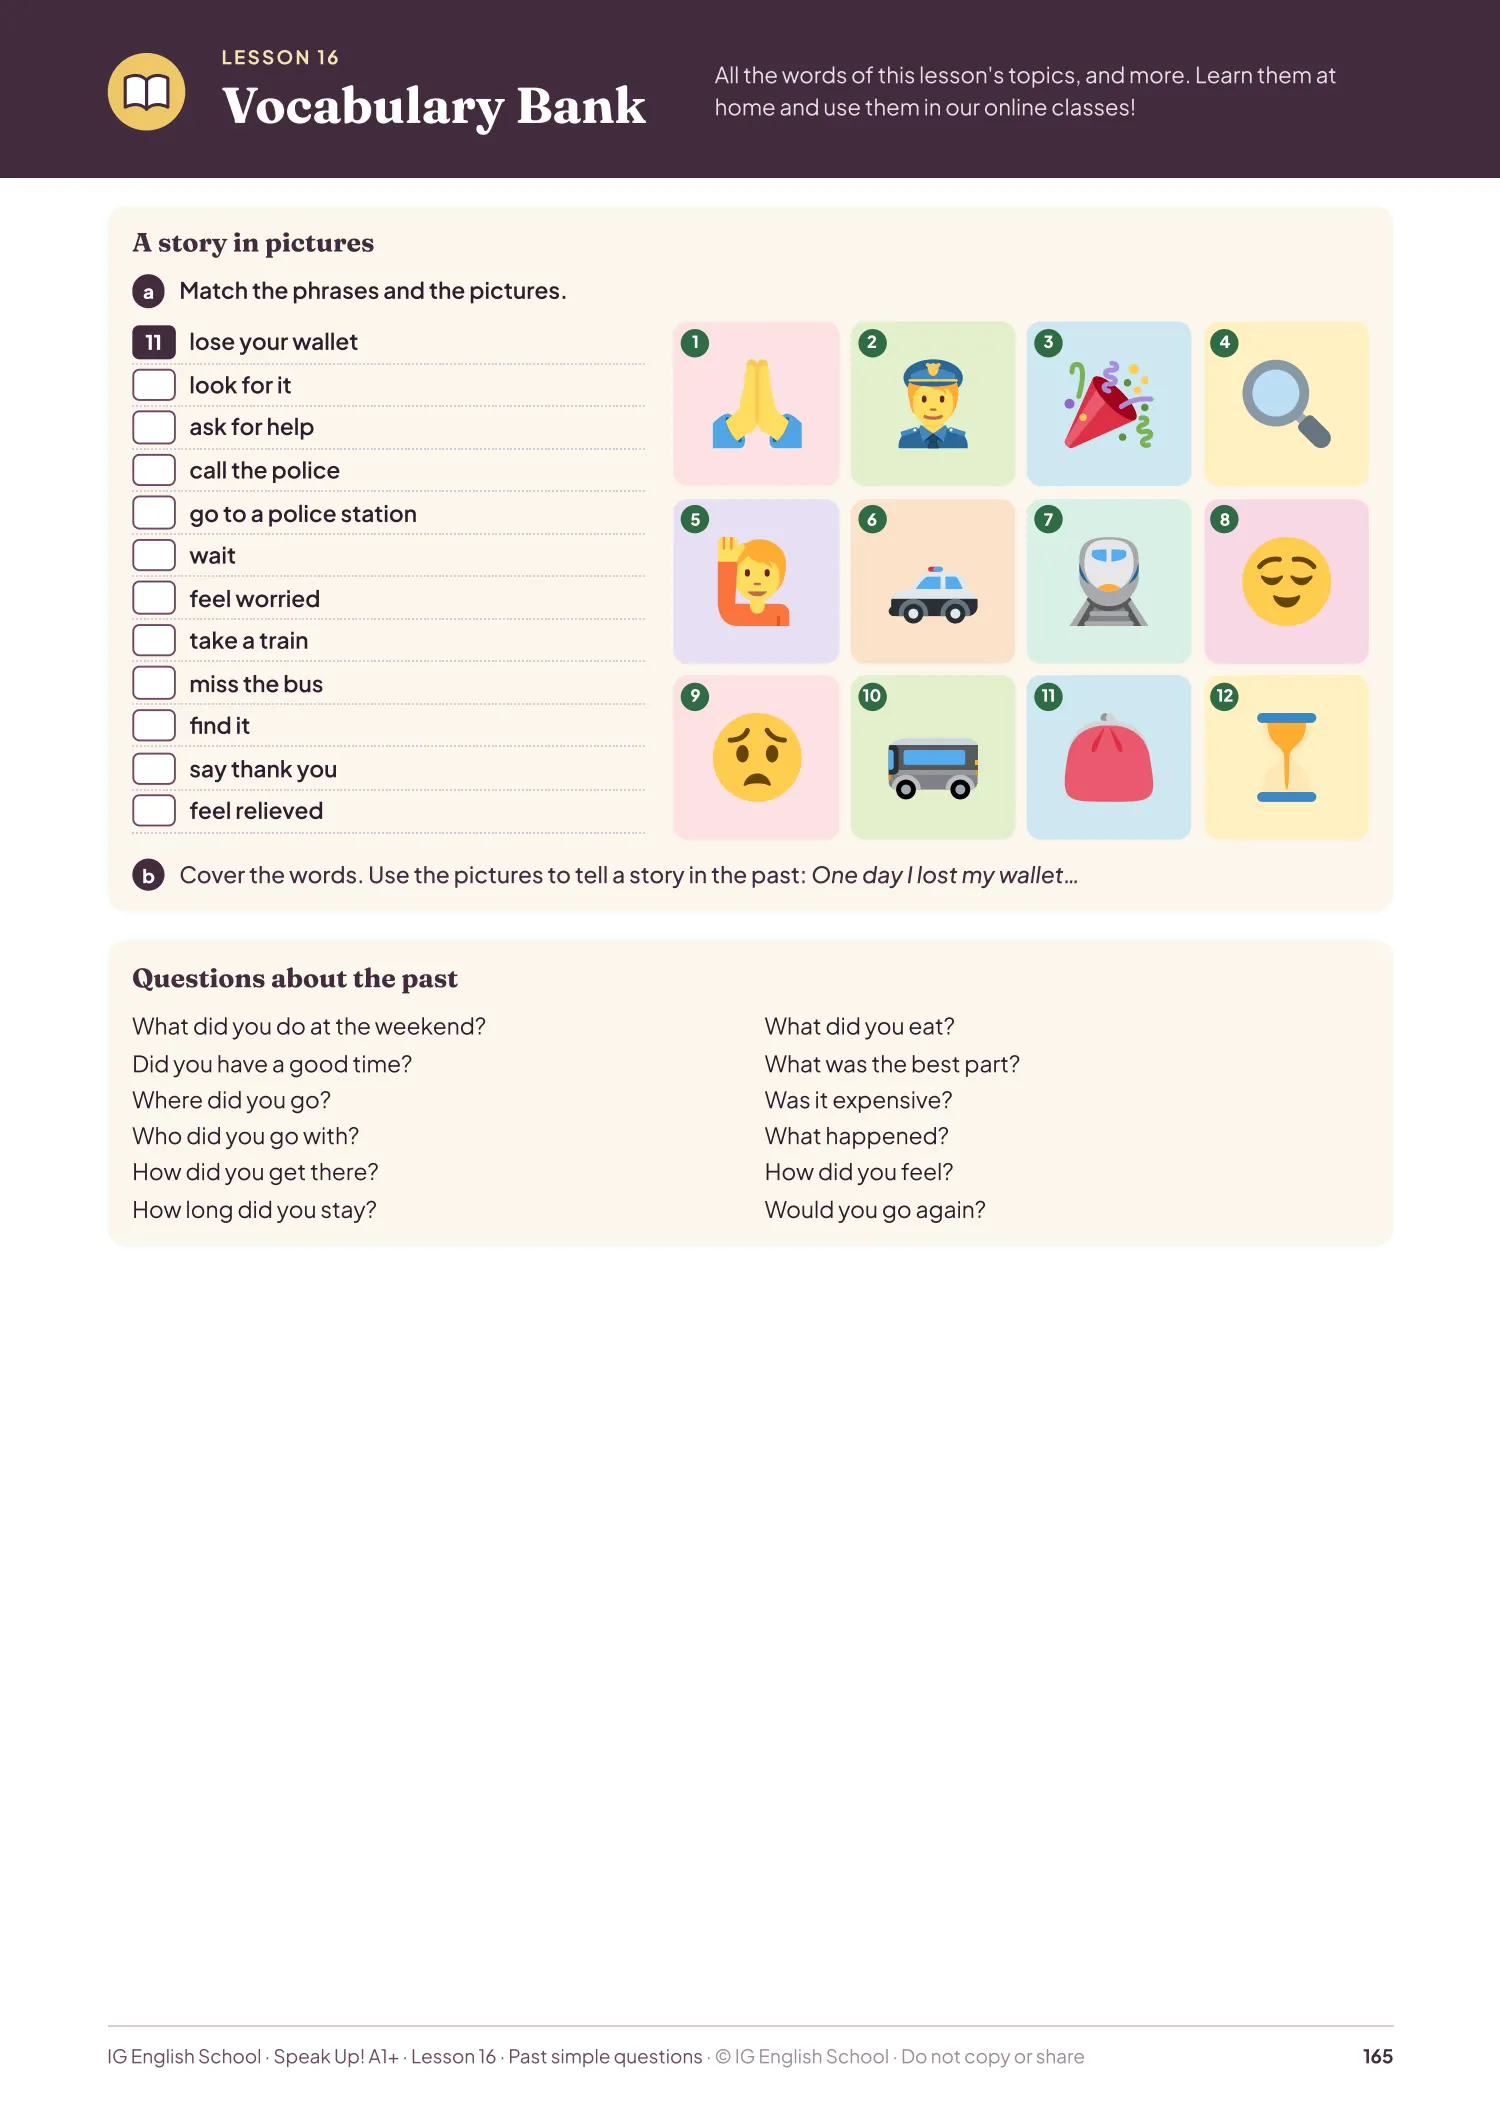 LESSON 16
Vocabulary Bank
All the words of this lesson's topics, and more. Learn them at
home and use them in our online classes!
A story in pictures
a Match the phrases and the pictures.
11 lose your wallet
look for it
ask for help
call the police
go to a police station
wait
feel worried
take a train
miss the bus
find it
say thank you
feel relieved
1 2 3 4
5 6 7 8
9 10 11 12
b Cover the words. Use the pictures to tell a story in the past: One day I lost my wallet...
Questions about the past
What did you do at the weekend?
Did you have a good time?
Where did you go?
Who did you go with?
How did you get there?
How long did you stay?
What did you eat?
What was the best part?
Was it expensive?
What happened?
How did you feel?
Would you go again?
IG English School · Speak Up! A1+ · Lesson 16 · Past simple questions · © IG English School · Do not copy or share 165